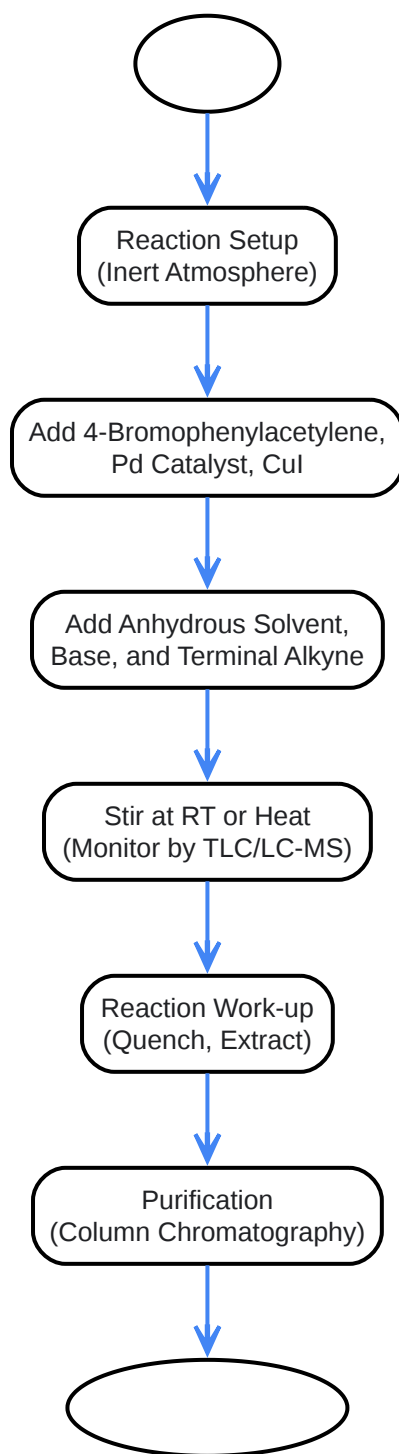 Reaction Setup
(Inert Atmosphere)
Add 4-Bromophenylacetylene,
Pd Catalyst, CuI
Add Anhydrous Solvent,
Base, and Terminal Alkyne
Stir at RT or Heat
(Monitor by TLC/LC-MS)
Reaction Work-up
(Quench, Extract)
Purification
(Column Chromatography)